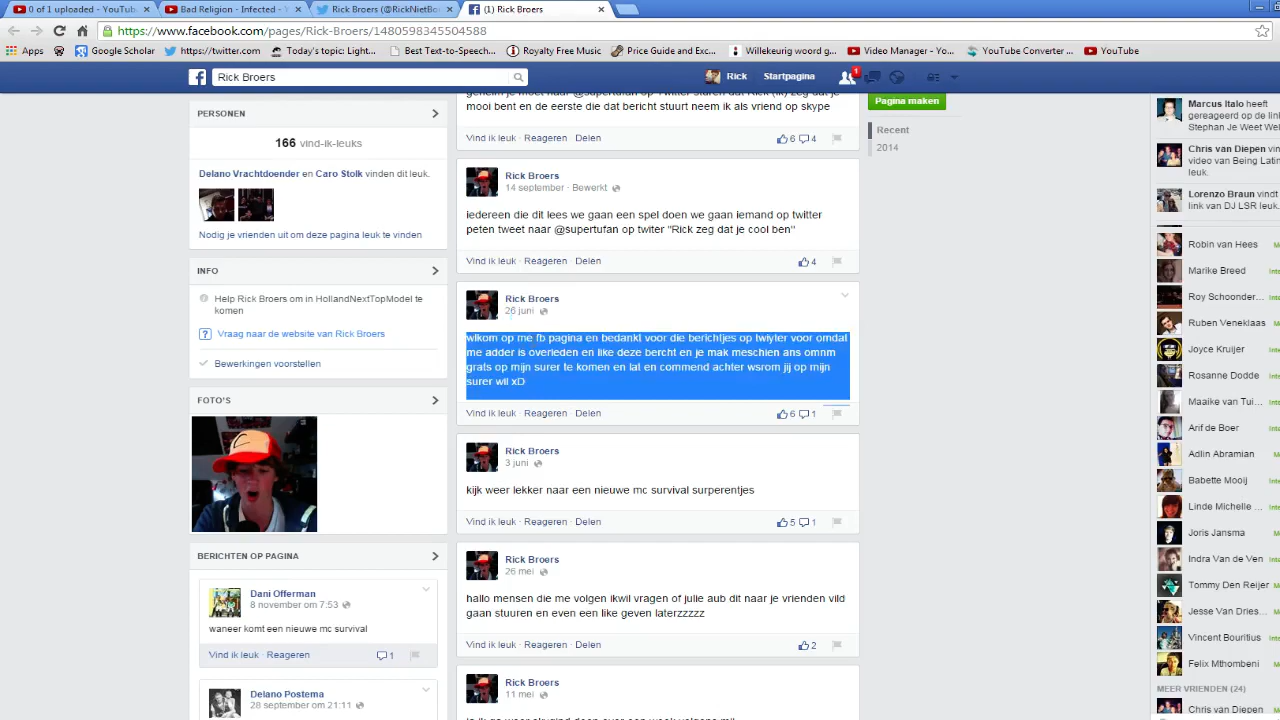 0 of 1 uploaded - YouTub
Bad Religion - Infected. - Y
Rick Broers (@RickNietBo
(1) Rick Broers
https://www.facebook.com/pages/Rick-Broers/1480598345504588
Apps
Google Scholar
https://twitter.com
Today's topic: Light...
Best Text-to-Speech...
Royalty Free Music
Price Guide and Exc...
Willekeurig woord g...
Video Manager - Yo...
YouTube Converter ...
YouTube
Rick Broers
Rick
Startpagina
1
PERSONEN
166 vind-ik-leuks
Delano Vrachtdoender en Caro Stolk vinden dit leuk.
Nodig je vrienden uit om deze pagina leuk te vinden
INFO
Help Rick Broers om in HollandNextTopModel te
komen
Vraag naar de website van Rick Broers
Bewerkingen voorstellen
FOTO'S
BERICHTEN OP PAGINA
Dani Offerman
8 november om 7:53
waneer komt een nieuwe mc survival
Vind ik leuk · Reageren
1
Delano Postema
28 september om 21:11
geheim je moet naar @supertufan op Twitter sturen dat Rick (ik) zeg dat je
mooi bent en de eerste die dat bericht stuurt neem ik als vriend op skype
Vind ik leuk · Reageren · Delen
6 4
Rick Broers
14 september · Bewerkt
iedereen die dit lees we gaan een spel doen we gaan iemand op twitter
peten tweet naar @supertufan op twiter "Rick zeg dat je cool ben"
Vind ik leuk · Reageren · Delen
4
Rick Broers
26 juni
wlkom op me fb pagina en bedankt voor die berichtjes op twiyter voor omdat
me adder is overleden en like deze bercht en je mak meschien ans omnm
grats op mijn surer te komen en lat en commend achter wsrom jij op mijn
surer wil xD
Vind ik leuk · Reageren · Delen
6 1
Rick Broers
3 juni
kijk weer lekker naar een nieuwe mc survival surperentjes
Vind ik leuk · Reageren · Delen
5 1
Rick Broers
26 mei
hallo mensen die me volgen ikwil vragen of julie aub dit naar je vrienden vild
gaan stuuren en even een like geven laterzzzzz
Vind ik leuk · Reageren · Delen
2
Rick Broers
11 mei
Pagina maken
Recent
2014
Marcus Italo heeft
gereageerd op de link
Stephan Je Weet Wel
Chris van Diepen vin
video van Being Latin
leuk.
Lorenzo Braun vindt
link van DJ LSR leuk.
Robin van Hees
Marike Breed
Roy Schoonder...
Ruben Veneklaas
Joyce Kruijer
Rosanne Dodde
Maaike van Tui...
Arif de Boer
Adlin Abramian
Babette Mooij
Linde Michelle ...
Joris Jansma
Indra Van de Ven
Tommy Den Reijer
Jesse Van Dries...
Vincent Bouritius
Felix Mthombeni
MEER VRIENDEN (24)
Chris van Diepen